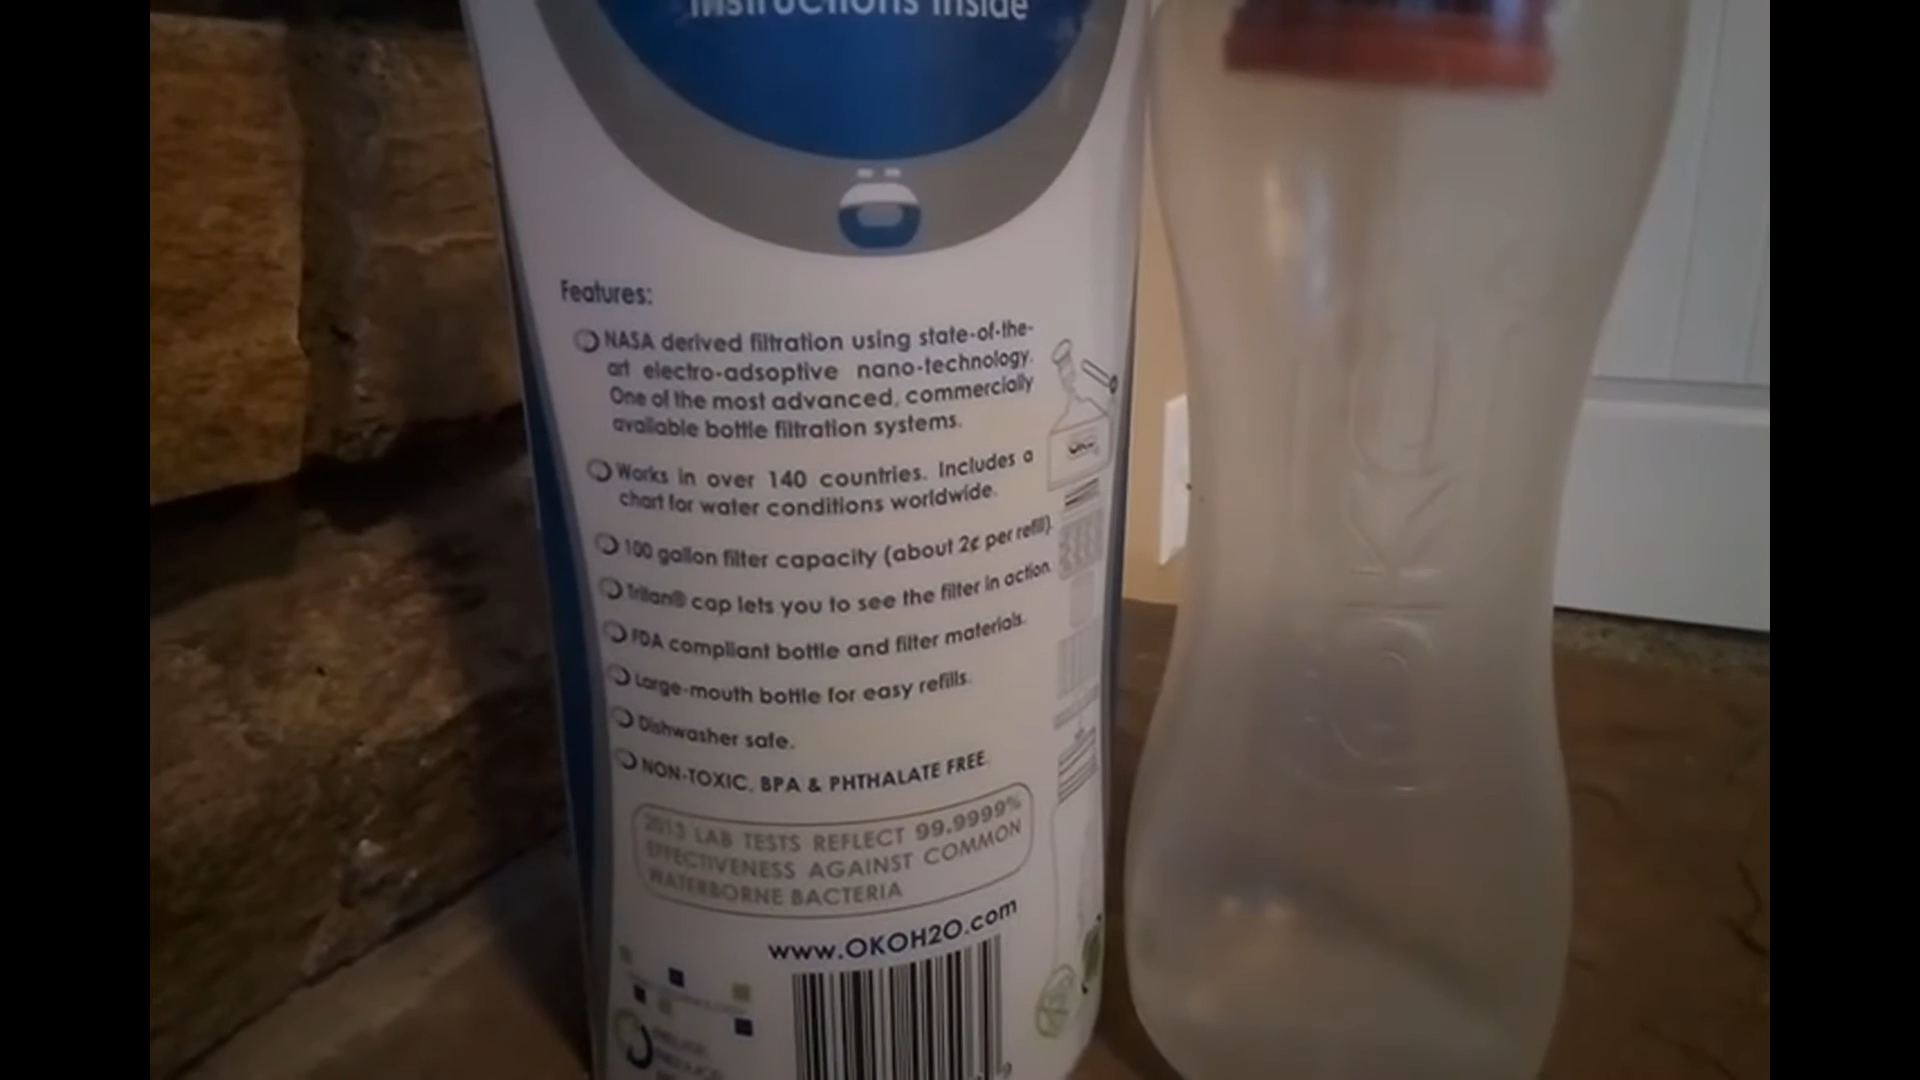 Instructions Inside
Features:
NASA derived filtration using state-of-the-
art electro-adsoptive nano-technology.
One of the most advanced, commercially
available bottle filtration systems.
Works in over 140 countries. Includes a
chart for water conditions worldwide.
100 gallon filter capacity (about 2¢ per refill).
Tritan® cap lets you to see the filter in action.
FDA compliant bottle and filter materials.
Large-mouth bottle for easy refills.
Dishwasher safe.
NON-TOXIC, BPA & PHTHALATE FREE.
2013 LAB TESTS REFLECT 99.9999%
EFFECTIVENESS AGAINST COMMON
WATERBORNE BACTERIA
www.OKOH2O.com
ÖKO